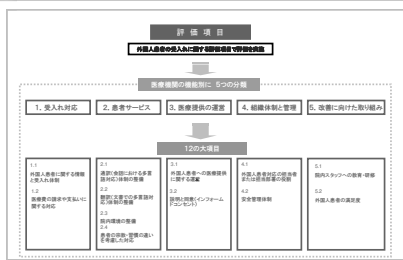 評価項目
外国人患者の受入れに関する評価項目で評価を実施
医療機関の機能別に 5つの分類
1. 受入れ対応
2. 患者サービス
3. 医療提供の運営
4. 組織体制と管理
5. 改善に向けた取り組み
12の大項目
1.1
外国人患者に関する情報
と受入れ体制
1.2
医療費の請求や支払いに
関する対応
2.1
通訳(会話における多言
語対応)体制の整備
2.2
翻訳(文書での多言語対
応)体制の整備
2.3
院内環境の整備
2.4
患者の宗教・習慣の違い
を考慮した対応
3.1
外国人患者への医療提供
に関する運営
3.2
説明と同意(インフォーム
ドコンセント)
4.1
外国人患者対応の担当者
または担当部署の役割
4.2
安全管理体制
5.1
院内スタッフへの教育・研修
5.2
外国人患者の満足度